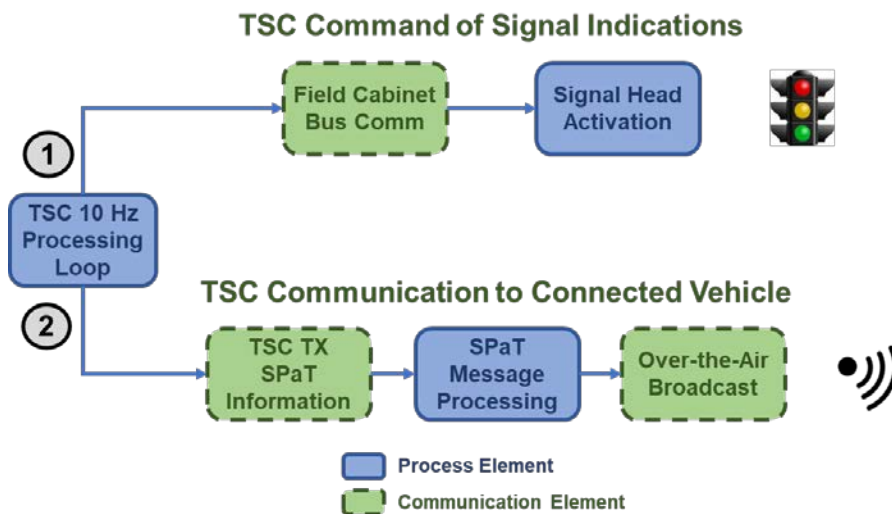 TSC Command of Signal Indications
Field Cabinet
Bus Comm
Signal Head
Activation
1
TSC 10 Hz
Processing
Loop
2
TSC Communication to Connected Vehicle
TSC TX
SPaT
Information
SPaT
Message
Processing
Over-the-Air
Broadcast
Process Element
Communication Element